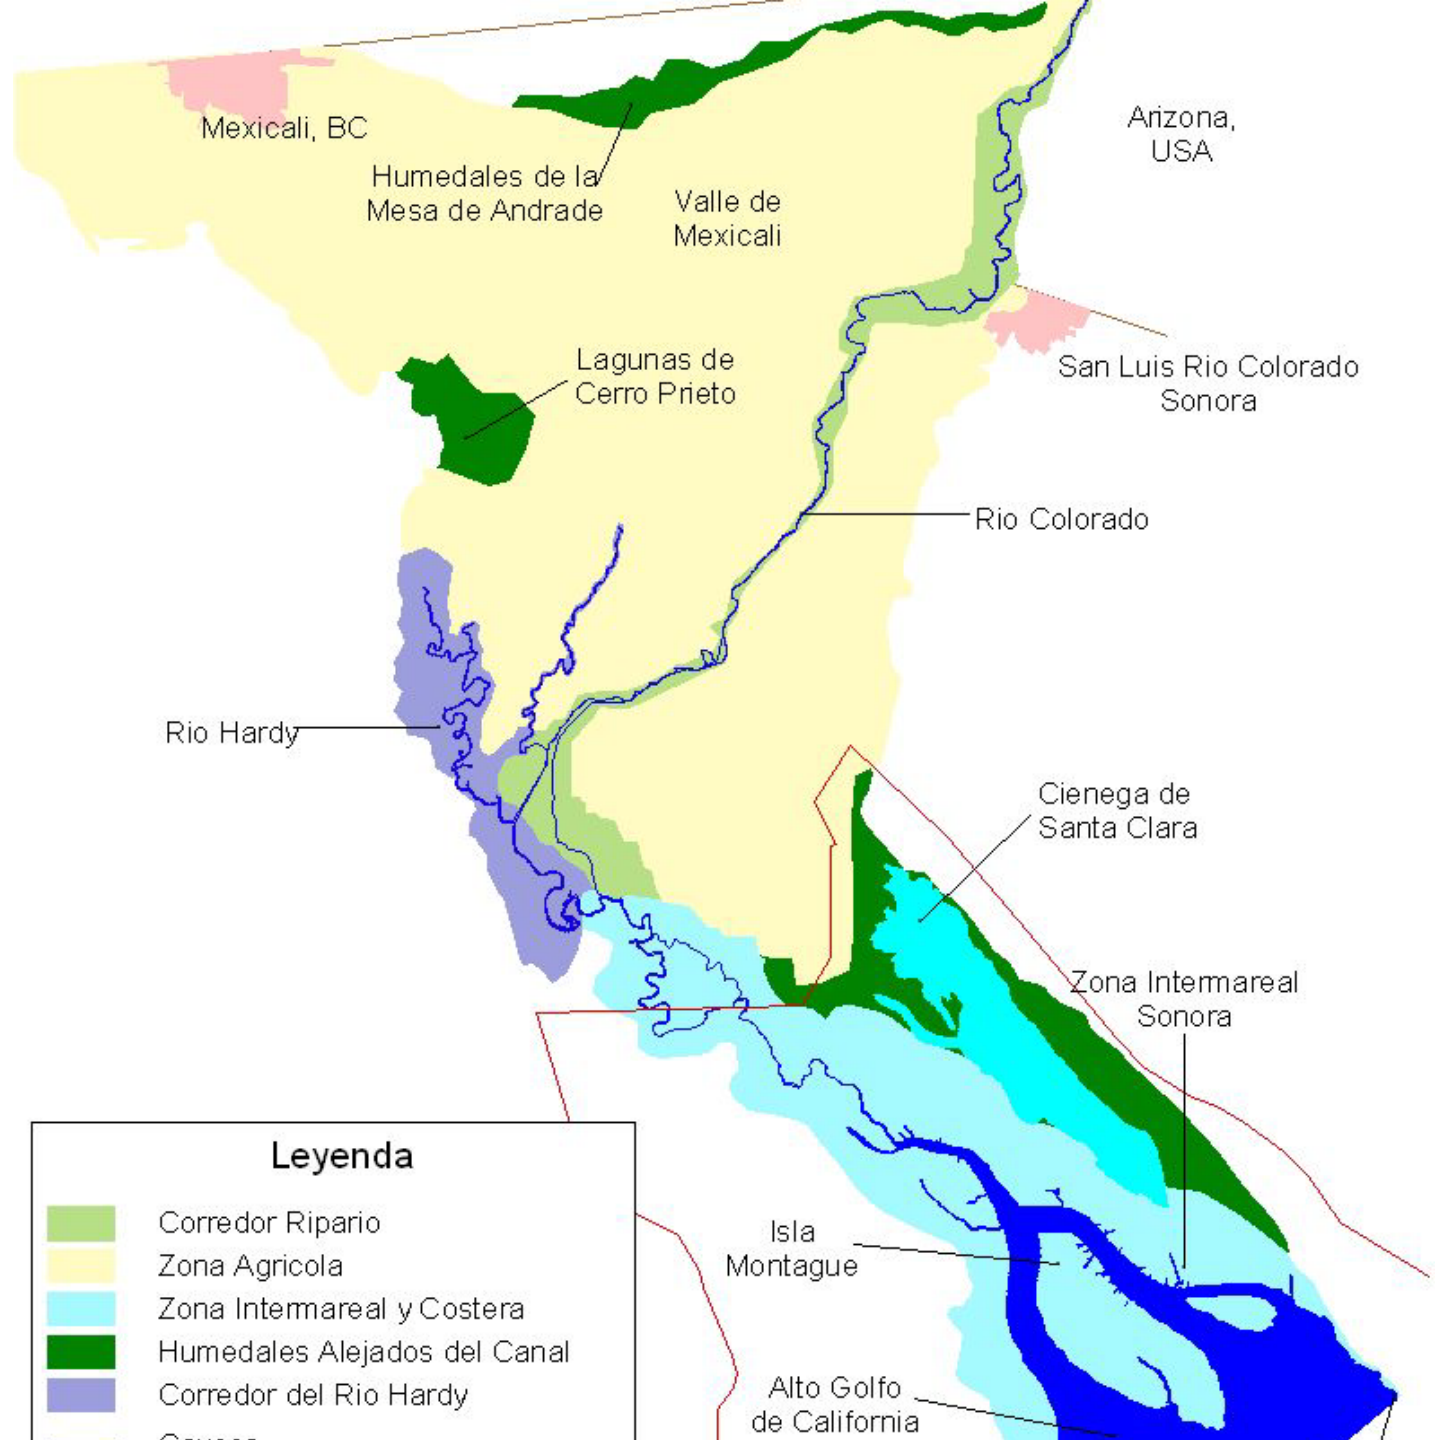 Mexicali, BC
Arizona,
USA
Humedales de la
Mesa de Andrade
Valle de
Mexicali
Lagunas de
Cerro Prieto
San Luis Rio Colorado
Sonora
Rio Colorado
Rio Hardy
Cienega de
Santa Clara
Zona Intermareal
Sonora
Isla
Montague
Alto Golfo
de California
Leyenda
Corredor Ripario
Zona Agricola
Zona Intermareal y Costera
Humedales Alejados del Canal
Corredor del Rio Hardy